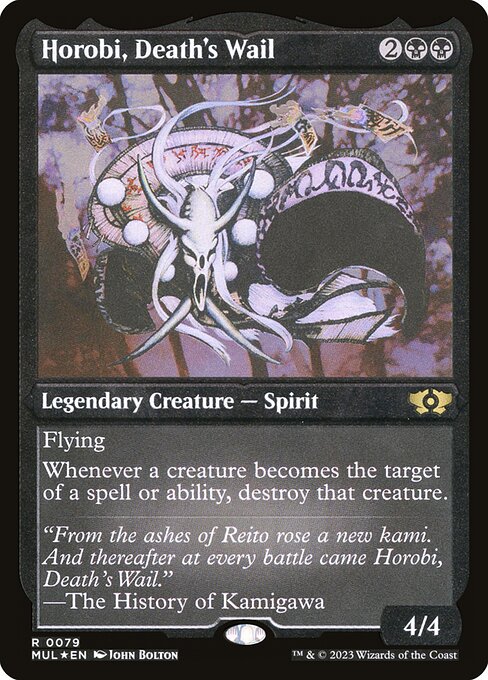 Horobi, Death's Wail 2
Legendary Creature — Spirit
Flying
Whenever a creature becomes the target
of a spell or ability, destroy that creature.
“From the ashes of Reito rose a new kami.
And thereafter at every battle came Horobi,
Death's Wail.”
—The History of Kamigawa
4/4
R 0079
MUL★EN John Bolton
™ & © 2023 Wizards of the Coast